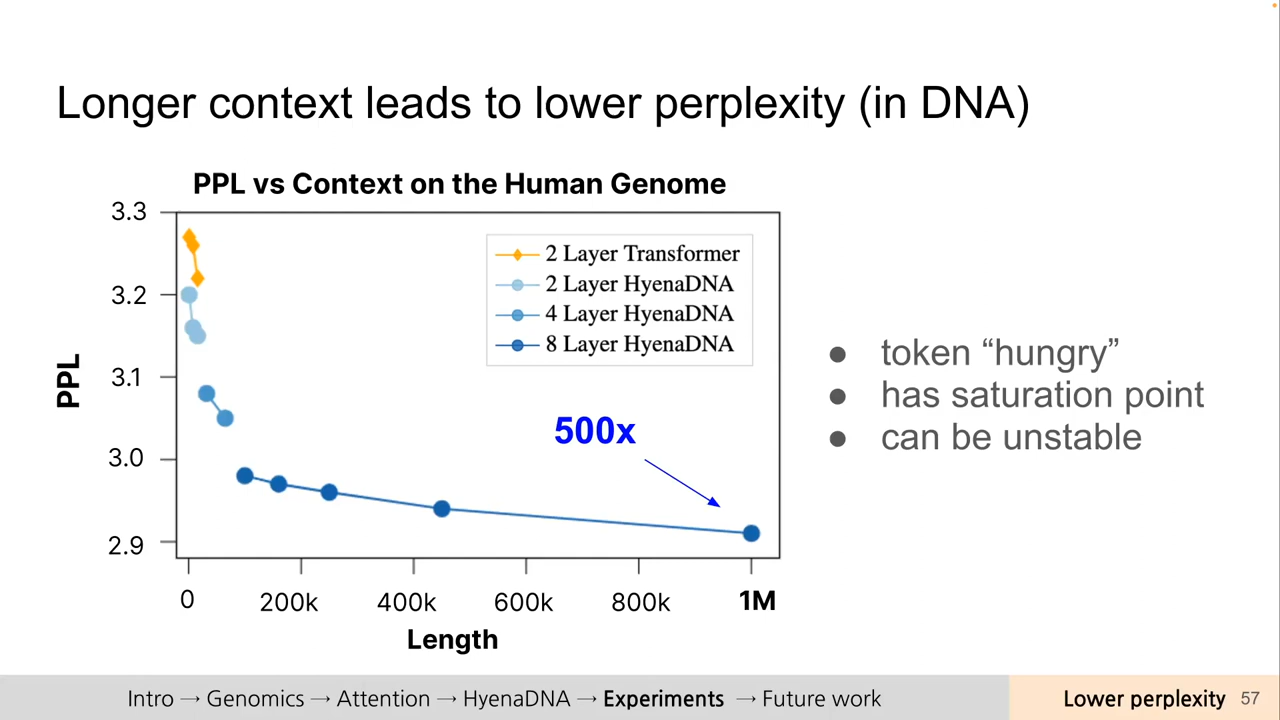 Longer context leads to lower perplexity (in DNA)
PPL vs Context on the Human Genome
3.3
3.2
3.1
3.0
2.9
PPL
2 Layer Transformer
2 Layer HyenaDNA
4 Layer HyenaDNA
8 Layer HyenaDNA
500x
0 200k 400k 600k 800k 1M
Length
● token “hungry”
● has saturation point
● can be unstable
Intro → Genomics → Attention → HyenaDNA → Experiments → Future work
Lower perplexity 57